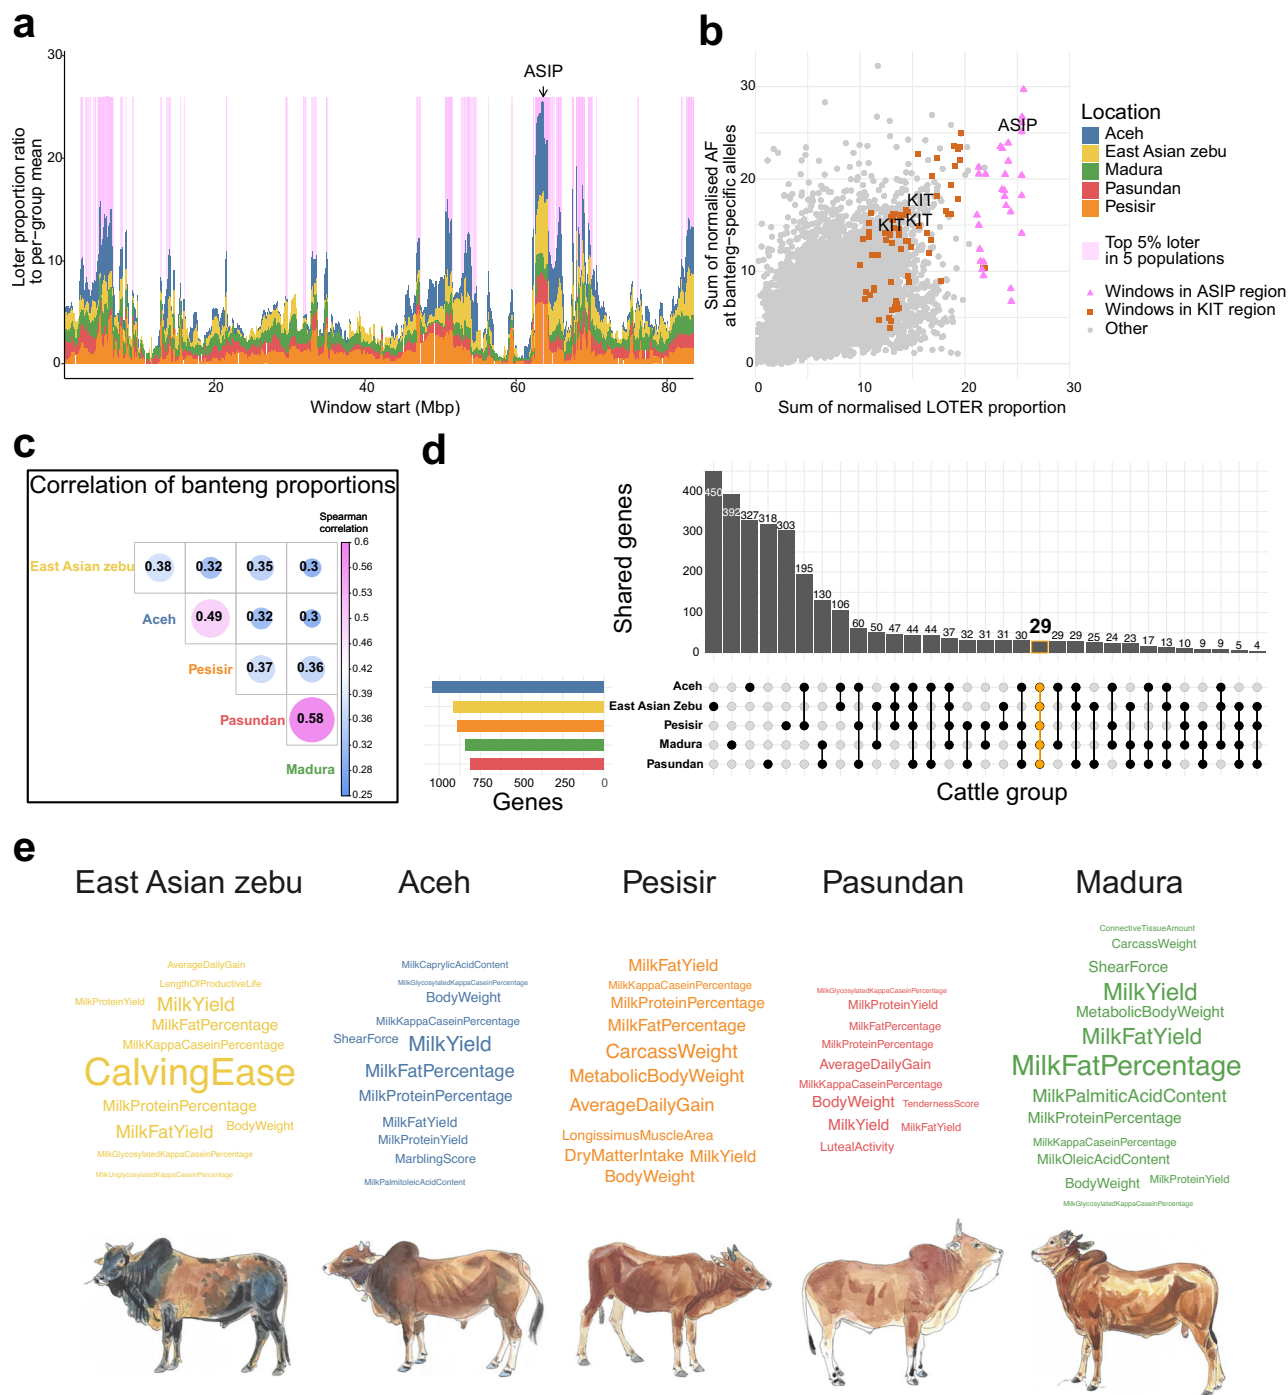 a
30
20
10
0
Loter proportion ratio
to per-group mean
ASIP
20
40
60
80
Window start (Mbp)
b
30
20
10
0
Sum of normalised AF
at banteng-specific alleles
ASIP
KIT
KIT
KIT
0
10
20
30
Sum of normalised LOTER proportion
Location
Aceh
East Asian zebu
Madura
Pasundan
Pesisir
Top 5% loter
in 5 populations
Windows in ASIP region
Windows in KIT region
Other
c
Correlation of banteng proportions
Spearman
correlation
East Asian zebu 0.38 0.32 0.35 0.3
Aceh 0.49 0.32 0.3
Pesisir 0.37 0.36
Pasundan 0.58
Madura
0.6
0.56
0.53
0.5
0.46
0.42
0.39
0.36
0.32
0.28
0.25
d
Shared genes
400
300
200
100
0
450 392 327 318 303 195 130 106 60 50 47 44 44 37 32 31 31 30 29 29 29 25 24 23 17 13 10 9 9 5 4
Aceh
East Asian Zebu
Pesisir
Madura
Pasundan
1000 750 500 250 0
Genes
Cattle group
e
East Asian zebu
AverageDailyGain
LengthOfProductiveLife
MilkProteinYield MilkYield
MilkFatPercentage
MilkKappaCaseinPercentage
CalvingEase
MilkProteinPercentage
MilkFatYield BodyWeight
MilkGlycosylatedKappaCaseinPercentage
MilkUnglycosylatedKappaCaseinPercentage
Aceh
MilkCaprylicAcidContent
MilkGlycosylatedKappaCaseinPercentage
BodyWeight
MilkKappaCaseinPercentage
ShearForce MilkYield
MilkFatPercentage
MilkProteinPercentage
MilkFatYield
MilkProteinYield
MarblingScore
MilkPalmitoleicAcidContent
Pesisir
MilkFatYield
MilkKappaCaseinPercentage
MilkProteinPercentage
MilkFatPercentage
CarcassWeight
MetabolicBodyWeight
AverageDailyGain
LongissimusMuscleArea
DryMatterIntake MilkYield
BodyWeight
Pasundan
MilkGlycosylatedKappaCaseinPercentage
MilkProteinYield
MilkFatPercentage
MilkProteinPercentage
AverageDailyGain
MilkKappaCaseinPercentage
BodyWeight TendernessScore
MilkYield MilkFatYield
LutealActivity
Madura
ConnectiveTissueAmount
CarcassWeight
ShearForce
MilkYield
MetabolicBodyWeight
MilkFatYield
MilkFatPercentage
MilkPalmiticAcidContent
MilkProteinPercentage
MilkKappaCaseinPercentage
MilkOleicAcidContent
BodyWeight MilkProteinYield
MilkGlycosylatedKappaCaseinPercentage